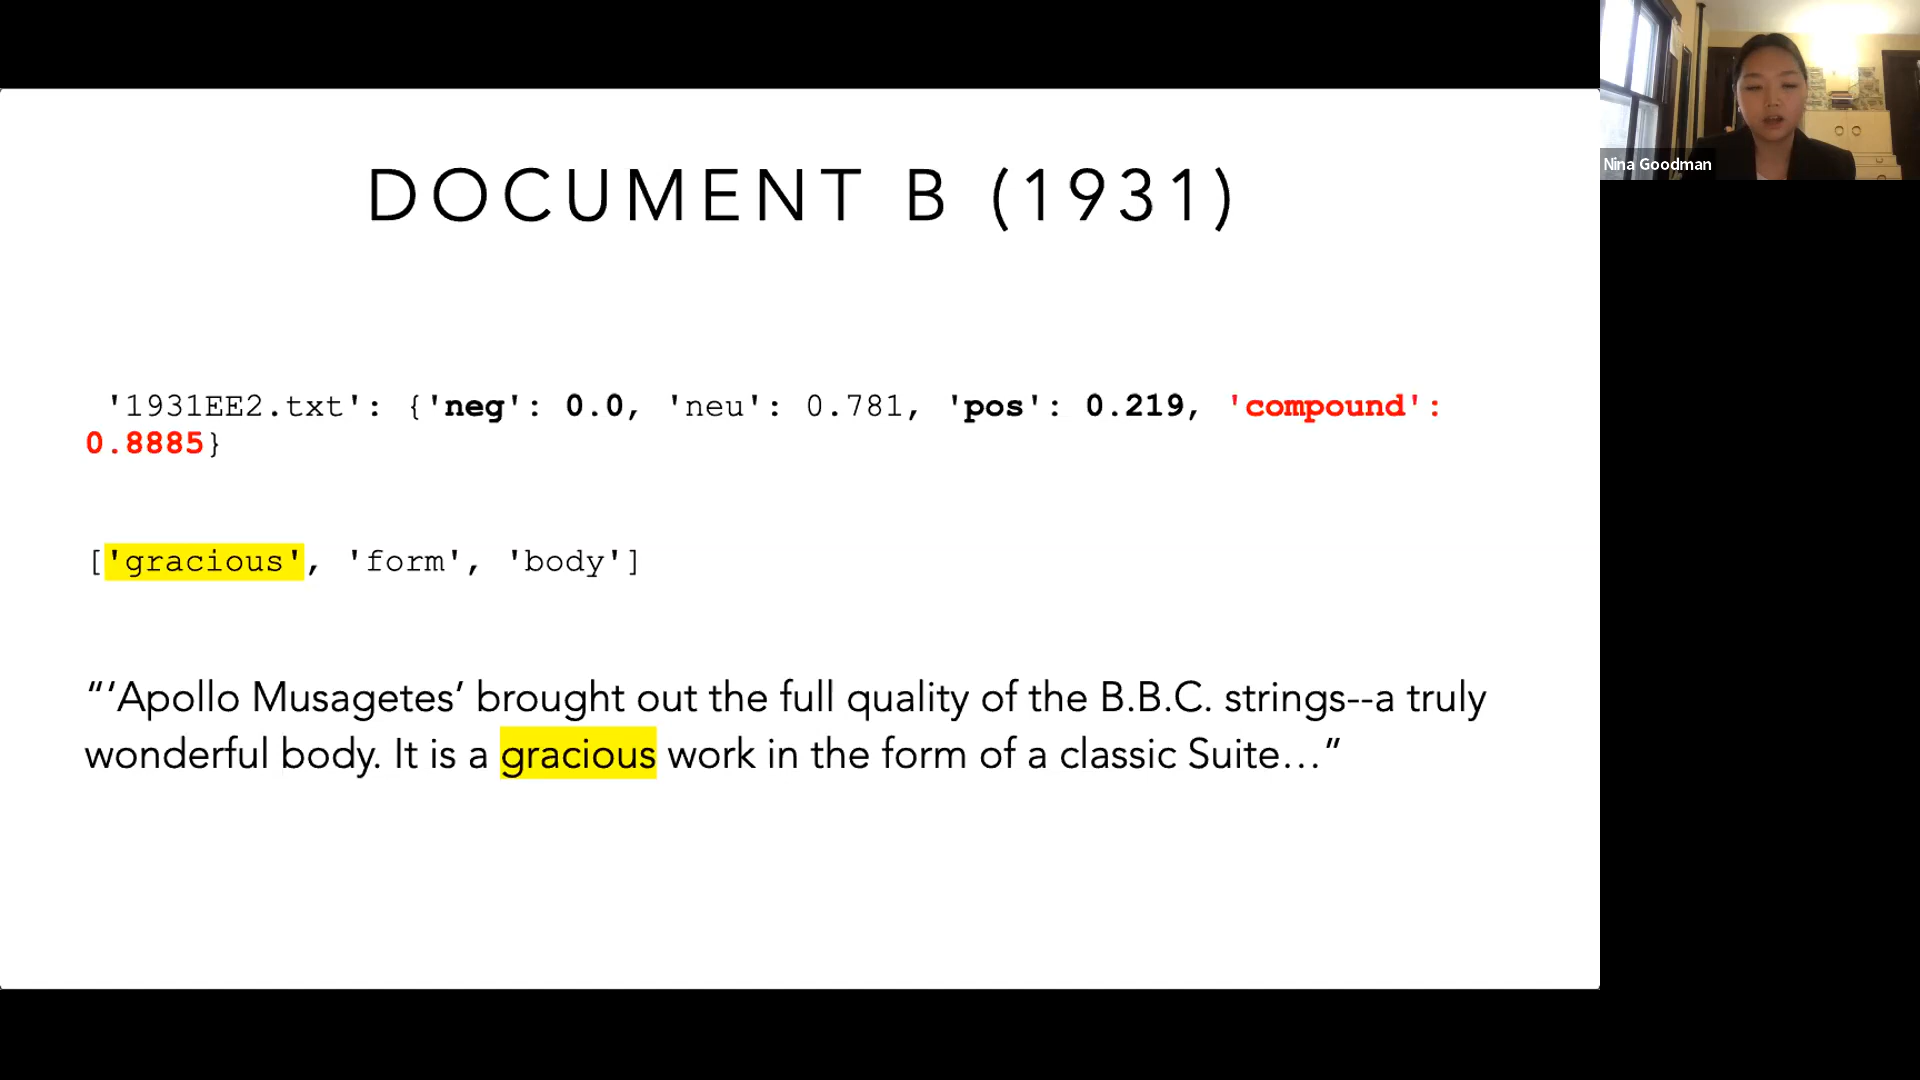 DOCUMENT B (1931)
Nina Goodman
'1931EE2.txt': {'neg': 0.0, 'neu': 0.781, 'pos': 0.219, 'compound':
0.8885}
['gracious', 'form', 'body']
“‘Apollo Musagetes’ brought out the full quality of the B.B.C. strings--a truly
wonderful body. It is a gracious work in the form of a classic Suite…”